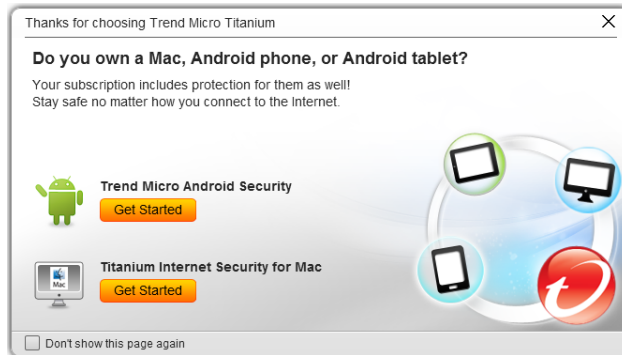 Thanks for choosing Trend Micro Titanium
Do you own a Mac, Android phone, or Android tablet?
Your subscription includes protection for them as well!
Stay safe no matter how you connect to the Internet.
Trend Micro Android Security
Get Started
Mac
Titanium Internet Security for Mac
Get Started
Don't show this page again